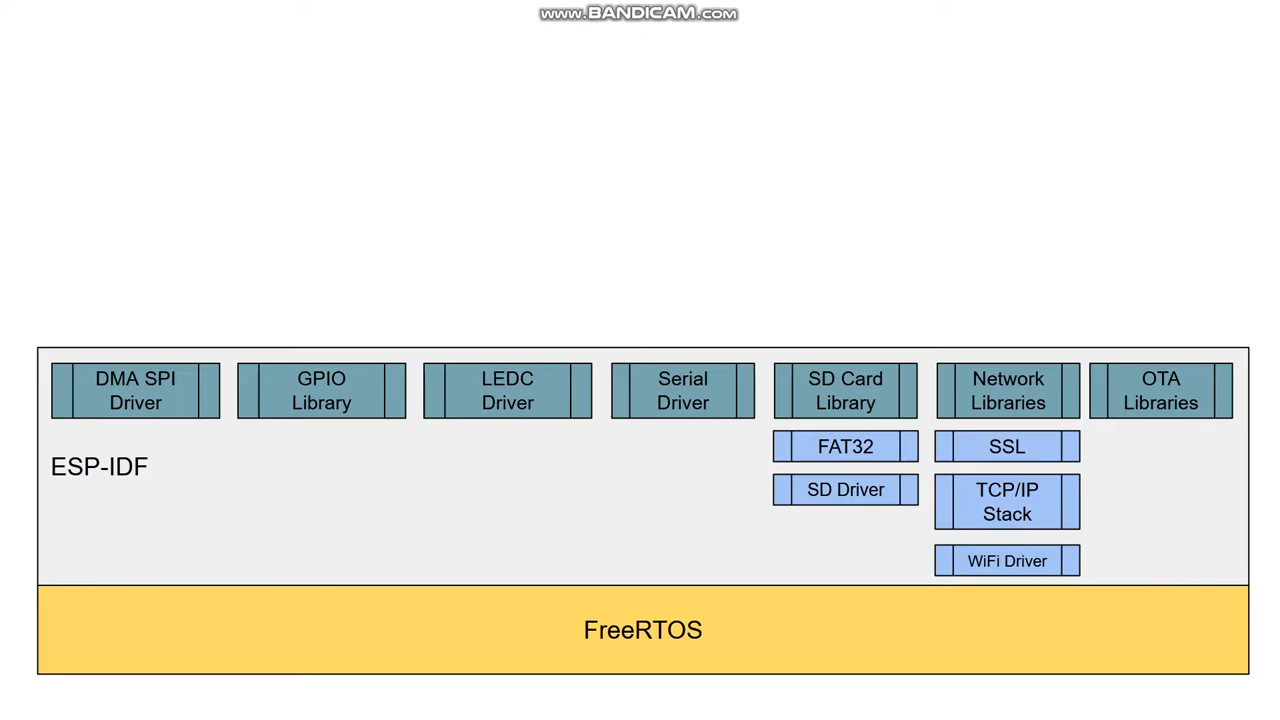 www.BANDICAM.com
DMA SPI
Driver
GPIO
Library
LEDC
Driver
Serial
Driver
SD Card
Library
Network
Libraries
OTA
Libraries
FAT32
SSL
ESP-IDF
SD Driver
TCP/IP
Stack
WiFi Driver
FreeRTOS